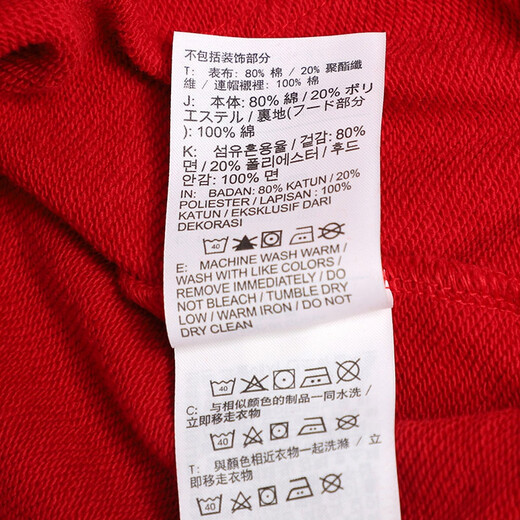 不包括装饰部分
T: 表布: 80% 棉 / 20% 聚酯纖
維 / 連帽襯裡: 100% 棉
J: 本体: 80% 綿 / 20% ポリ
エステル / 裏地(フード部分
): 100% 綿
K: 섬유혼용율 / 겉감: 80%
면 / 20% 폴리에스터 / 후드
안감: 100% 면
IN: BADAN: 80% KATUN / 20%
POLIESTER / LAPISAN : 100%
KATUN / EKSKLUSIF DARI
DEKORASI
40
E: MACHINE WASH WARM /
WASH WITH LIKE COLORS /
REMOVE IMMEDIATELY / DO
NOT BLEACH / TUMBLE DRY
LOW / WARM IRON / DO NOT
DRY CLEAN
40
C: 与相似颜色的制品一同水洗 /
立即移走衣物
40
T: 與顏色相近衣物一起洗滌 / 立
即移走衣物
40